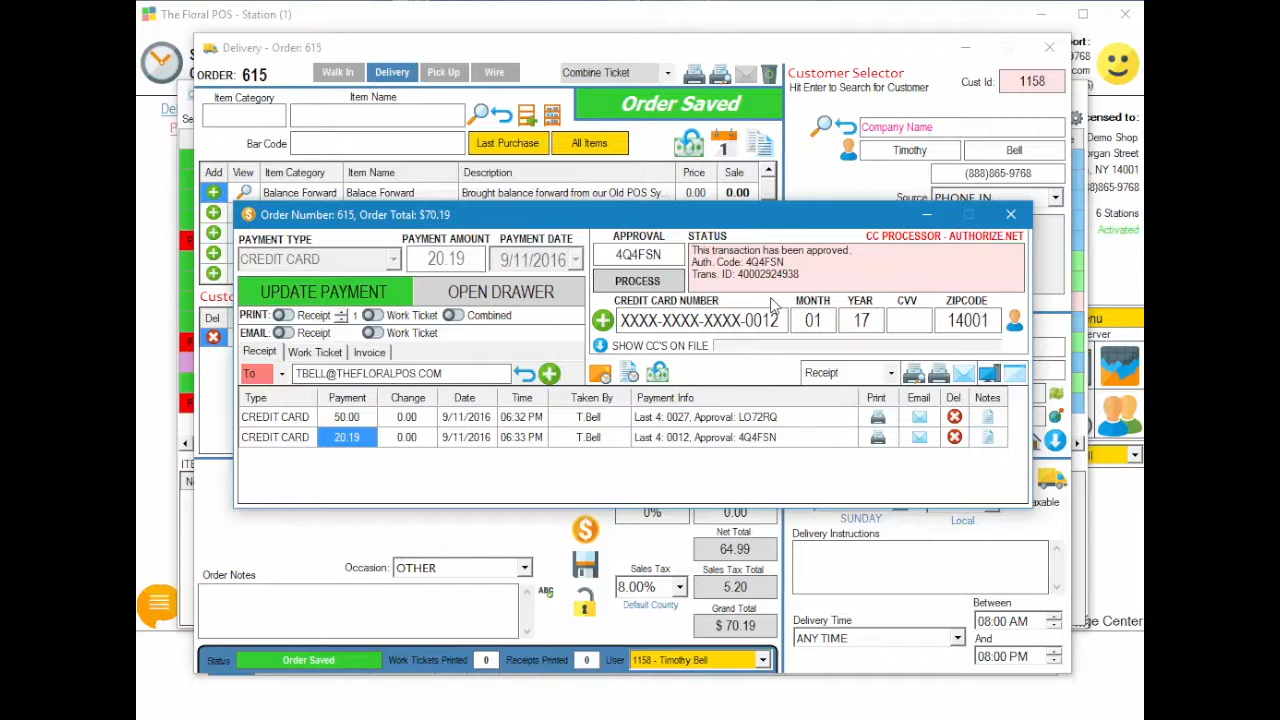 The Floral POS - Station (1)
Delivery - Order: 615
ORDER: 615
Walk In Delivery Pick Up Wire
Combine Ticket
Customer Selector
Hit Enter to Search for Customer
Cust Id: 1158
Item Category Item Name
Order Saved
Company Name
Bar Code Last Purchase All Items
1
Timothy Bell
(888)865-9768
Add View Item Category Item Name Description Price Sale
Balance Forward Balace Forward Brought balance forward from our Old POS Sy... 0.00 0.00
Source PHONE IN
Order Number: 615, Order Total: $70.19
PAYMENT TYPE PAYMENT AMOUNT PAYMENT DATE
CREDIT CARD 20.19 9/11/2016
APPROVAL STATUS CC PROCESSOR - AUTHORIZE.NET
4Q4FSN
This transaction has been approved.
Auth. Code: 4Q4FSN
Trans. ID: 40002924938
PROCESS
UPDATE PAYMENT OPEN DRAWER
CREDIT CARD NUMBER MONTH YEAR CVV ZIPCODE
XXXX-XXXX-XXXX-0012 01 17 14001
PRINT: Receipt 1 Work Ticket Combined
EMAIL: Receipt Work Ticket
SHOW CC'S ON FILE
Receipt Work Ticket Invoice
To TBELL@THEFLORALPOS.COM
Receipt
Type Payment Change Date Time Taken By Payment Info Print Email Del Notes
CREDIT CARD 50.00 0.00 9/11/2016 06:32 PM T.Bell Last 4: 0027, Approval: LO72RQ
CREDIT CARD 20.19 0.00 9/11/2016 06:33 PM T.Bell Last 4: 0012, Approval: 4Q4FSN
Del
0% 0.00
SUNDAY Local
Net Total
64.99
Delivery Instructions
Occasion: OTHER
Order Notes
ABC
Sales Tax Sales Tax Total
8.00% 5.20
Default County
Grand Total
$ 70.19
Between
08:00 AM
Delivery Time
ANY TIME
And
08:00 PM
Status Order Saved Work Tickets Printed 0 Receipts Printed 0 User 1158 - Timothy Bell
Demo Shop
NY 14001
6 Stations
Activated